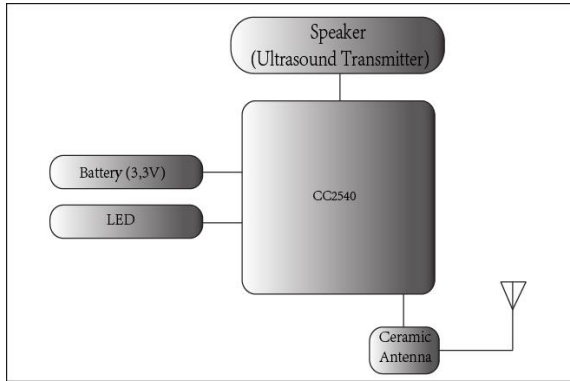 Speaker
(Ultrasound Transmitter)
Battery (3,3V)
CC2540
LED
Ceramic
Antenna